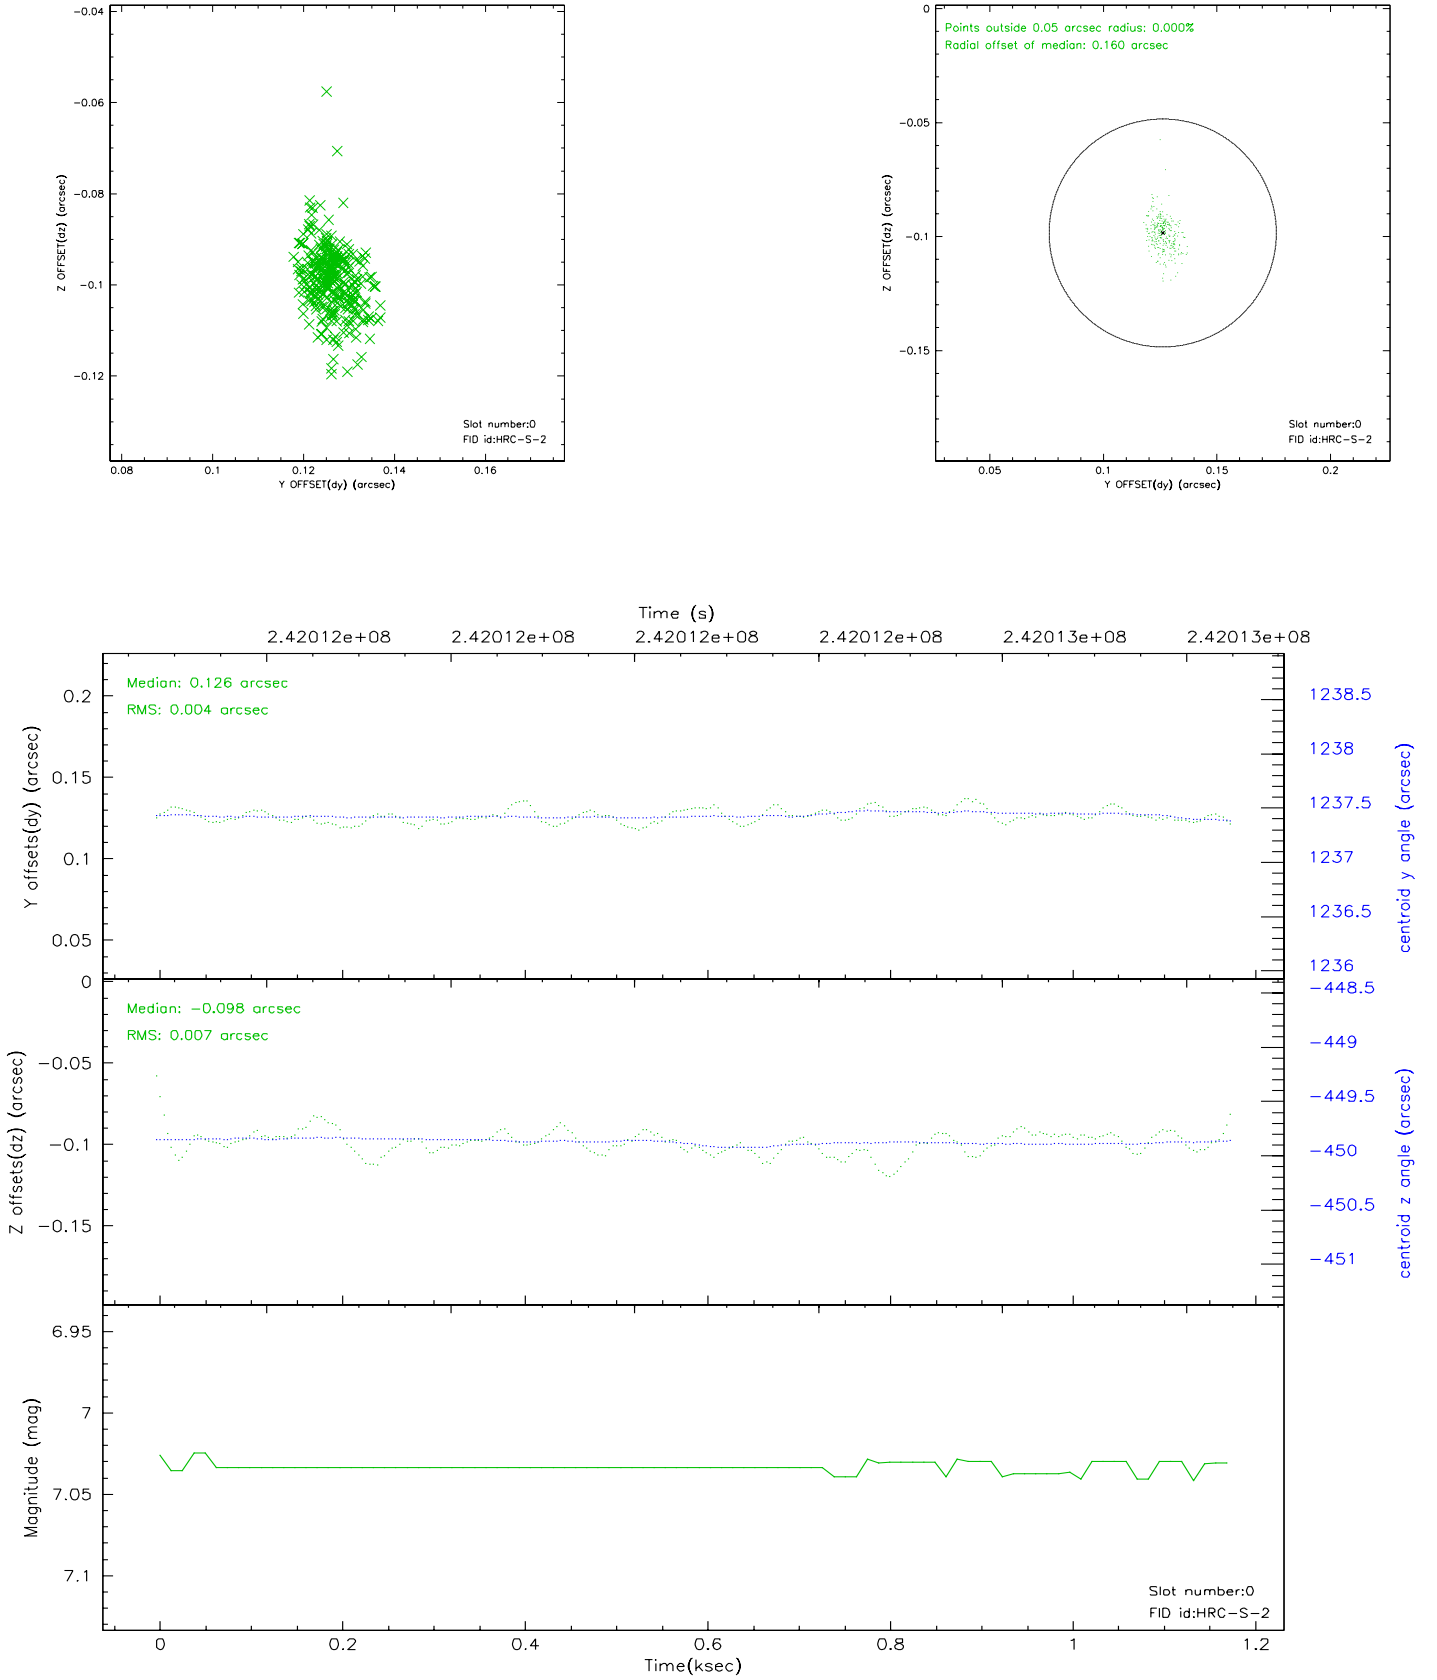 -0.04
-0.06
-0.08
-0.1
-0.12
Z OFFSET(dz) (arcsec)
0.08 0.1 0.12 0.14 0.16
Y OFFSET(dy) (arcsec)
Slot number:0
FID id:HRC-S-2
Points outside 0.05 arcsec radius: 0.000%
Radial offset of median: 0.160 arcsec
0
-0.05
-0.1
-0.15
Z OFFSET(dz) (arcsec)
0.05 0.1 0.15 0.2
Y OFFSET(dy) (arcsec)
Slot number:0
FID id:HRC-S-2
Time (s)
2.42012e+08 2.42012e+08 2.42012e+08 2.42012e+08 2.42013e+08 2.42013e+08
Median: 0.126 arcsec
RMS: 0.004 arcsec
0.2
0.15
0.1
0.05
Y offsets(dy) (arcsec)
1238.5
1238
1237.5
1237
1236.5
1236
centroid y angle (arcsec)
Median: -0.098 arcsec
RMS: 0.007 arcsec
0
-0.05
-0.1
-0.15
Z offsets(dz) (arcsec)
-448.5
-449
-449.5
-450
-450.5
-451
centroid z angle (arcsec)
6.95
7
7.05
7.1
Magnitude (mag)
Slot number:0
FID id:HRC-S-2
0 0.2 0.4 0.6 0.8 1 1.2
Time(ksec)